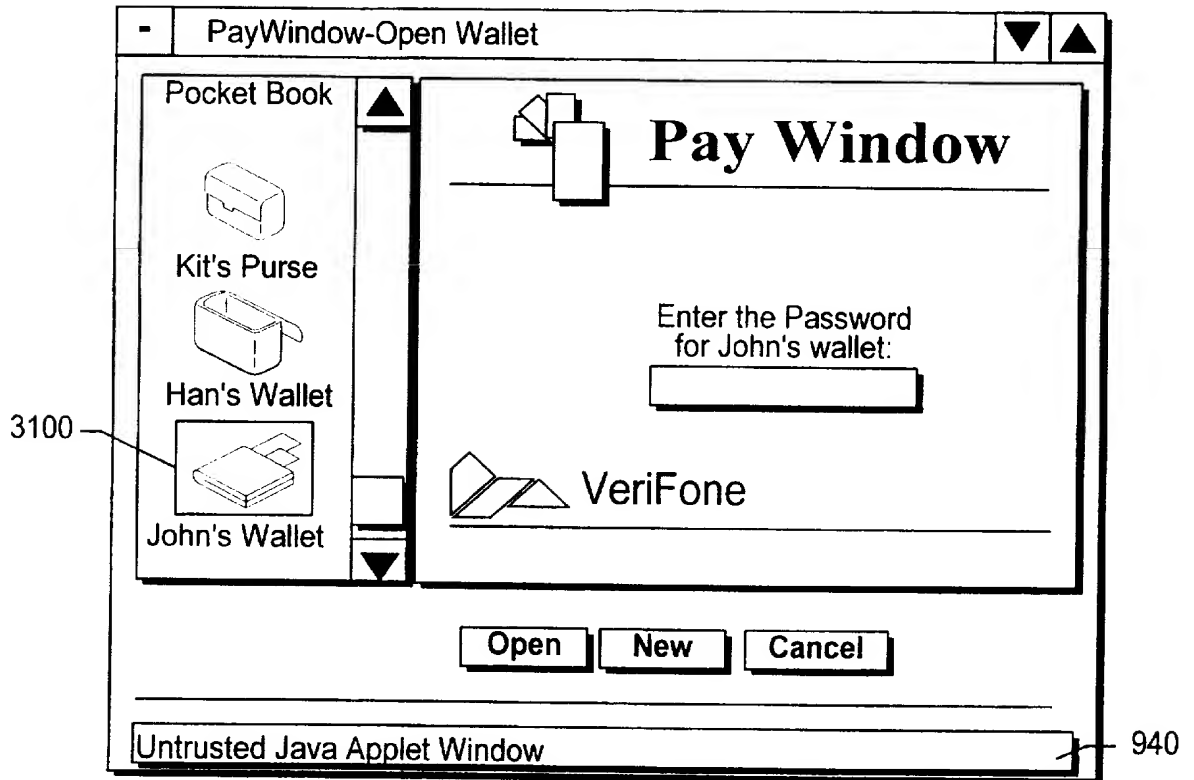 PayWindow-Open Wallet
Pocket Book
Kit's Purse
Han's Wallet
3100
John's Wallet
Pay Window
Enter the Password
for John's wallet:
VeriFone
Open New Cancel
Untrusted Java Applet Window
940